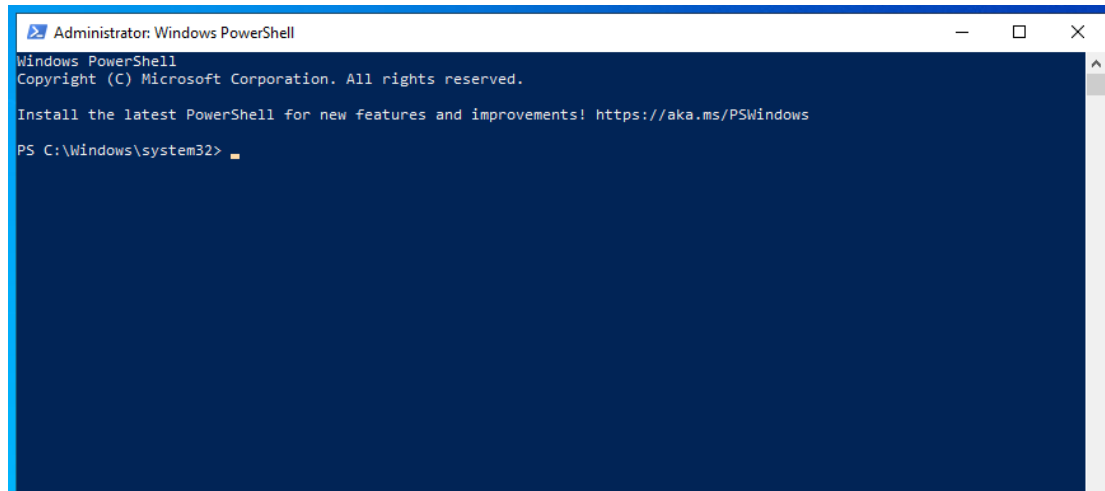 Administrator: Windows PowerShell
Windows PowerShell
Copyright (C) Microsoft Corporation. All rights reserved.
Install the latest PowerShell for new features and improvements! https://aka.ms/PSWindows
PS C:\Windows\system32>